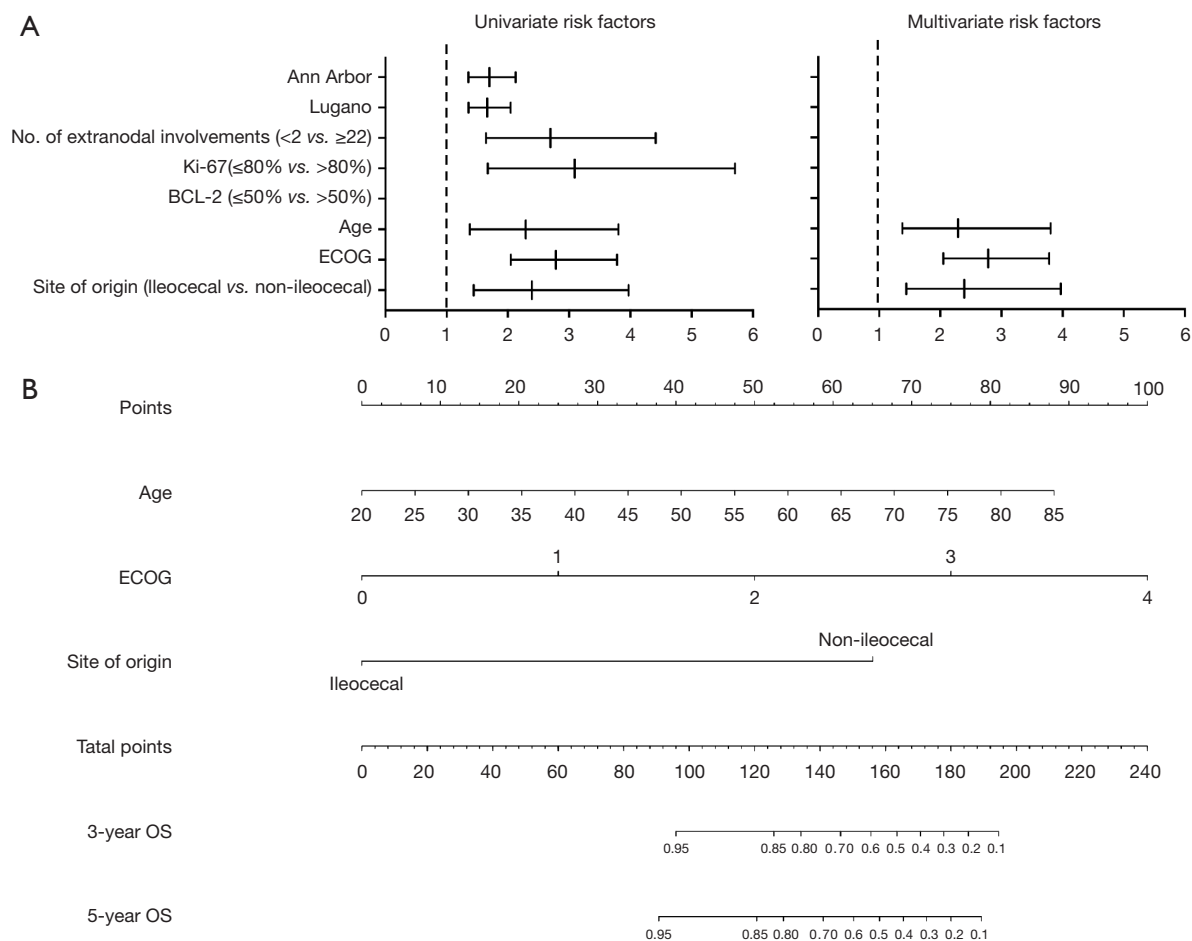 A
Univariate risk factors
Multivariate risk factors
Ann Arbor
Lugano
No. of extranodal involvements (<2 vs. ≥22)
Ki-67(≤80% vs. >80%)
BCL-2 (≤50% vs. >50%)
Age
ECOG
Site of origin (Ileocecal vs. non-ileocecal)
0 1 2 3 4 5 6
0 1 2 3 4 5 6
B
0 10 20 30 40 50 60 70 80 90 100
Points
Age
20 25 30 35 40 45 50 55 60 65 70 75 80 85
1 3
ECOG
0 2 4
Non-ileocecal
Site of origin
Ileocecal
Tatal points
0 20 40 60 80 100 120 140 160 180 200 220 240
3-year OS
0.95 0.85 0.80 0.70 0.6 0.5 0.4 0.3 0.2 0.1
5-year OS
0.95 0.85 0.80 0.70 0.6 0.5 0.4 0.3 0.2 0.1